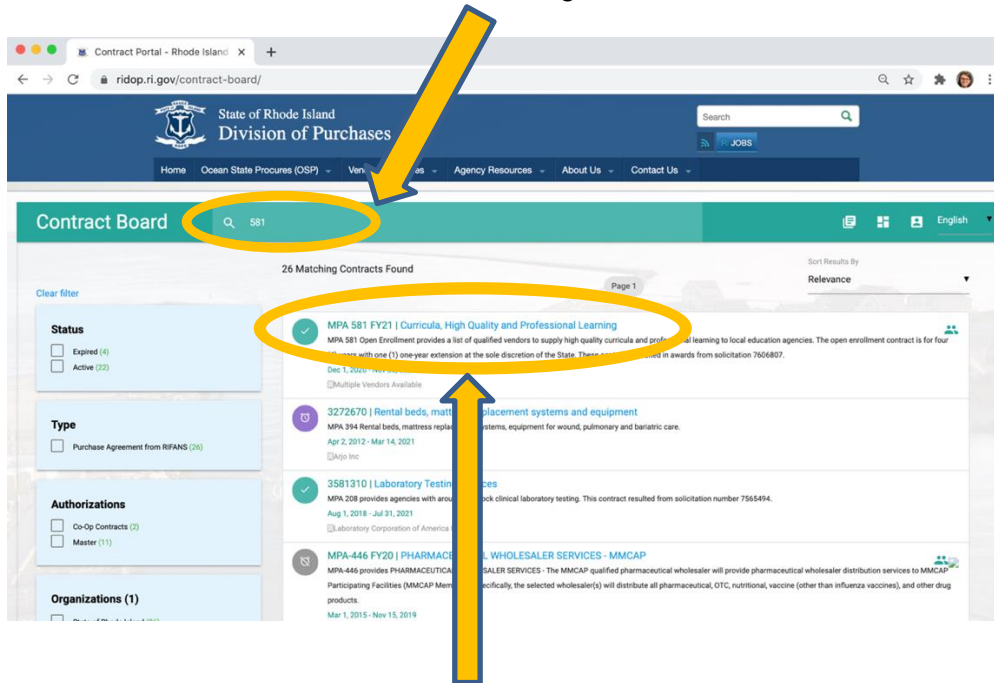 Contract Portal - Rhode Island
ridop.ri.gov/contract-board/
State of Rhode Island
Division of Purchases
Search
JOBS
Home Ocean State Procures (OSP) Agency Resources About Us Contact Us
Contract Board
581
English
26 Matching Contracts Found
Sort Results By
Relevance
Page 1
Clear filter
Status
Expired (4)
Active (22)
Type
Purchase Agreement from RIFANS (26)
Authorizations
Co-Op Contracts (2)
Master (11)
Organizations (1)
MPA 581 FY21 | Curricula, High Quality and Professional Learning
MPA 581 Open Enrollment provides a list of qualified vendors to supply high quality curricula and professional learning to local education agencies. The open enrollment contract is for four
years with one (1) one-year extension at the sole discretion of the State. These in awards from solicitation 7606807.
Dec 1, 2020
Multiple Vendors Available
3272670 | Rental beds, placement systems and equipment
MPA 394 Rental beds, mattress systems, equipment for wound, pulmonary and bariatric care.
Apr 2, 2012 - Mar 14, 2021
Arjo Inc
3581310 | Laboratory
MPA 208 provides agencies with clinical laboratory testing. This contract resulted from solicitation number 7565494.
Aug 1, 2018 - Jul 31, 2021
Laboratory Corporation of America
MPA-446 FY20 | WHOLESALER SERVICES - MMCAP
MPA-446 provides SERVICES - The MMCAP qualified pharmaceutical wholesaler will provide pharmaceutical wholesaler distribution services to MMCAP
Participating Facilities (MMCAP the selected wholesaler(s) will distribute all pharmaceutical, OTC, nutritional, vaccine (other than influenza vaccines), and other drug
products.
Mar 1, 2015 - Nov 15, 2019